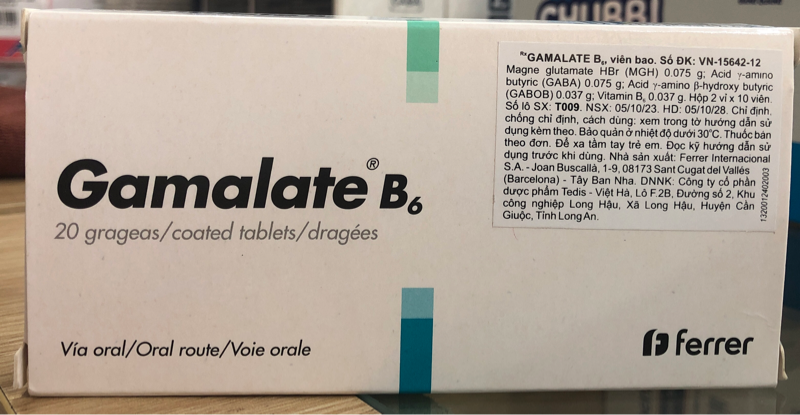 CHUBBI
Gamalate® B₆
20 grageas/coated tablets/dragées
Vía oral/Oral route/Voie orale
ferrer
RxGAMALATE B₆, viên bao. Số ĐK: VN-15642-12
Magne glutamate HBr (MGH) 0.075 g; Acid γ-amino
butyric (GABA) 0.075 g; Acid γ-amino β-hydroxy butyric
(GABOB) 0.037 g; Vitamin B₆ 0.037 g. Hộp 2 vỉ x 10 viên.
Số lô SX: T009. NSX: 05/10/23. HD: 05/10/28. Chỉ định,
chống chỉ định, cách dùng: xem trong tờ hướng dẫn sử
dụng kèm theo. Bảo quản ở nhiệt độ dưới 30°C. Thuốc bán
theo đơn. Để xa tầm tay trẻ em. Đọc kỹ hướng dẫn sử
dụng trước khi dùng. Nhà sản xuất: Ferrer Internacional
S.A. - Joan Buscallà, 1-9, 08173 Sant Cugat del Vallés
(Barcelona) - Tây Ban Nha. DNNK: Công ty cổ phần
dược phẩm Tedis - Việt Hà, Lô F.2B, Đường số 2, Khu
công nghiệp Long Hậu, Xã Long Hậu, Huyện Cần
Giuộc, Tỉnh Long An.
1320012402003